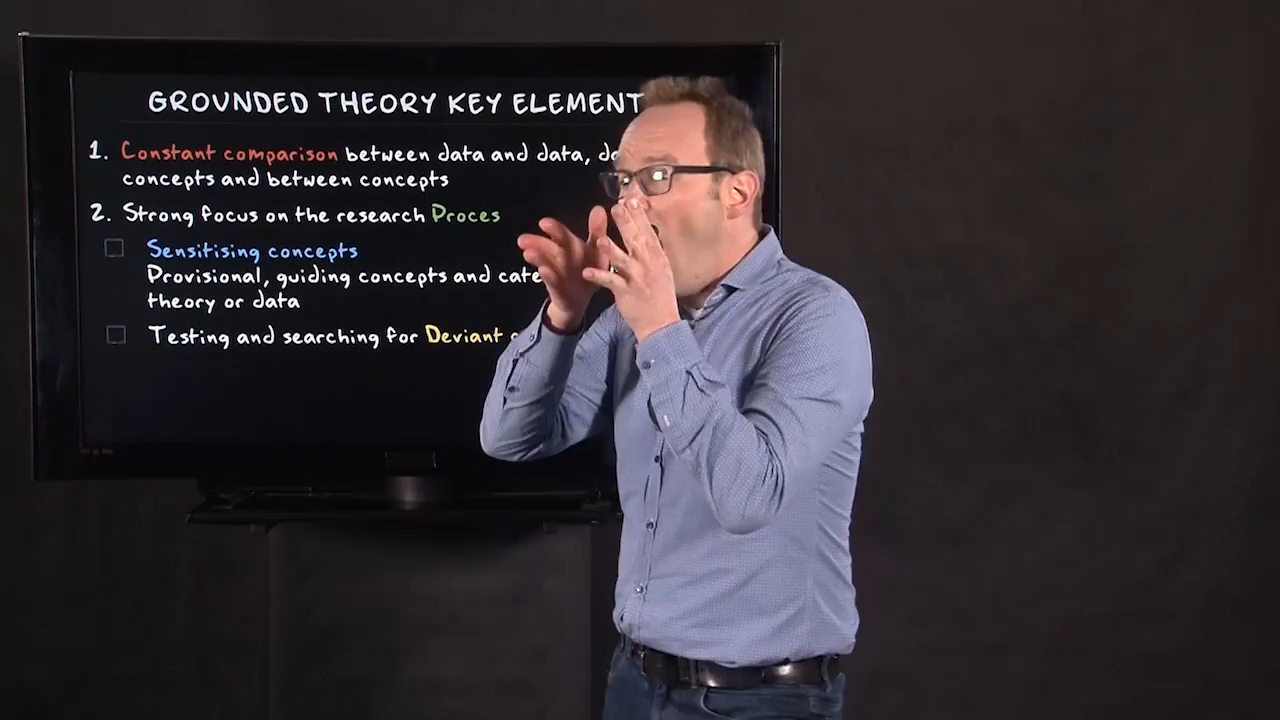 GROUNDED THEORY KEY ELEMENT
1. Constant comparison between data and data,
concepts and between concepts
2. Strong focus on the research Proces
Sensitising concepts
Provisional, guiding concepts and
theory or data
Testing and searching for Deviant